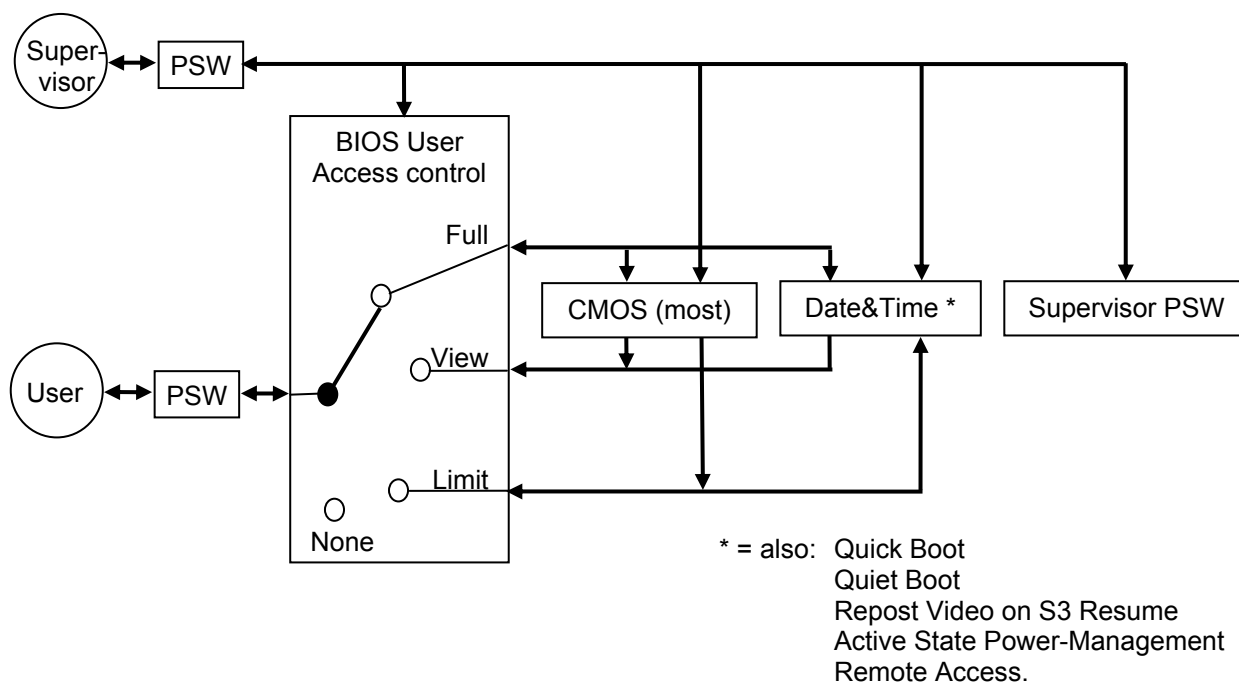 Super-
visor
PSW
BIOS User
Access control
Full
CMOS (most)
Date&Time *
Supervisor PSW
View
User
PSW
Limit
None
* = also: Quick Boot
Quiet Boot
Repost Video on S3 Resume
Active State Power-Management
Remote Access.